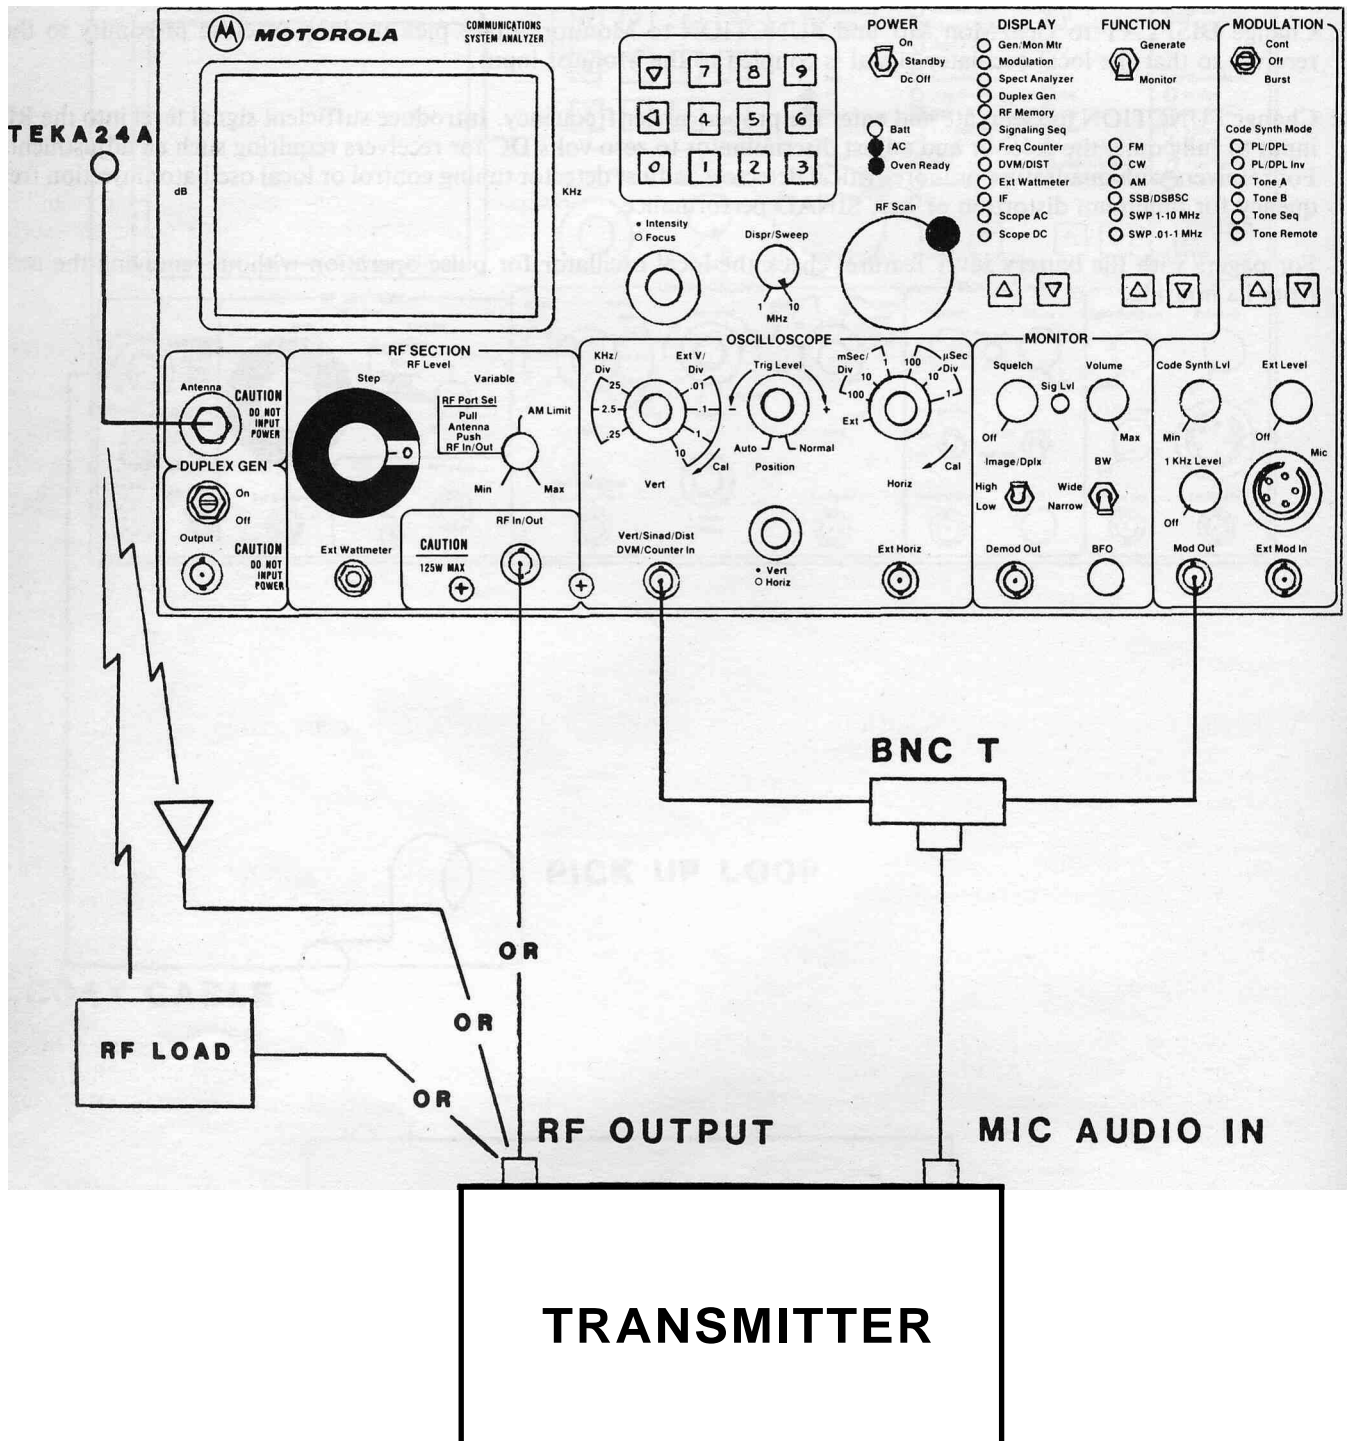 MOTOROLA
COMMUNICATIONS
SYSTEM ANALYZER
dB
KHz
7 8 9
4 5 6
0 1 2 3
Intensity
Focus
Dispr/Sweep
1 10
MHz
POWER
On
Standby
Dc Off
Batt
AC
Oven Ready
RF Scan
DISPLAY
Gen/Mon Mtr
Modulation
Spect Analyzer
Duplex Gen
RF Memory
Signaling Seq
Freq Counter
DVM/DIST
Ext Wattmeter
IF
Scope AC
Scope DC
FUNCTION
Generate
Monitor
FM
CW
AM
SSB/DSBSC
SWP 1-10 MHz
SWP .01-1 MHz
MODULATION
Cont
Off
Burst
Code Synth Mode
PL/DPL
PL/DPL Inv
Tone A
Tone B
Tone Seq
Tone Remote
TEKA24A
Antenna
CAUTION
DO NOT
INPUT
POWER
DUPLEX GEN
On
Off
Output
CAUTION
DO NOT
INPUT
POWER
RF SECTION
RF Level
Step
Variable
0
RF Port Sel
Pull
Antenna
Push
RF In/Out
AM Limit
Min
Max
Ext Wattmeter
CAUTION
125W MAX
RF In/Out
OSCILLOSCOPE
KHz/
Div
25
2.5
.25
Ext V/
Div
.01
.1
1
10
Cal
Vert
Trig Level
-
+
Auto
Normal
Position
Vert
Horiz
mSec/
Div
1
10
100
Ext
µSec
/Div
100
10
1
Cal
Horiz
Vert/Sinad/Dist
DVM/Counter In
Ext Horiz
MONITOR
Squelch
Sig Lvl
Off
Volume
Max
Image/Dplx
High
Low
BW
Wide
Narrow
Demod Out
BFO
Code Synth Lvl
Min
Ext Level
Off
1 KHz Level
Off
Mic
Mod Out
Ext Mod In
BNC T
OR
OR
OR
RF LOAD
RF OUTPUT
MIC AUDIO IN
TRANSMITTER